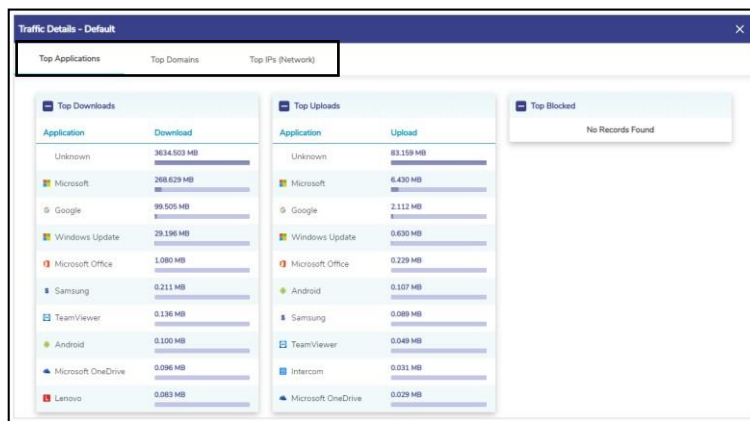 Traffic Details - Default
Top Applications Top Domains Top IPs (Network)
Top Downloads
Application Download
Unknown 3634.503 MB
Microsoft 268.629 MB
Google 99.505 MB
Windows Update 29.196 MB
Microsoft Office 1.080 MB
Samsung 0.211 MB
TeamViewer 0.136 MB
Android 0.100 MB
Microsoft OneDrive 0.096 MB
Lenovo 0.083 MB
Top Uploads
Application Upload
Unknown 83.159 MB
Microsoft 6.430 MB
Google 2.112 MB
Windows Update 0.630 MB
Microsoft Office 0.229 MB
Android 0.107 MB
Samsung 0.089 MB
TeamViewer 0.049 MB
Intercom 0.031 MB
Microsoft OneDrive 0.029 MB
Top Blocked
No Records Found